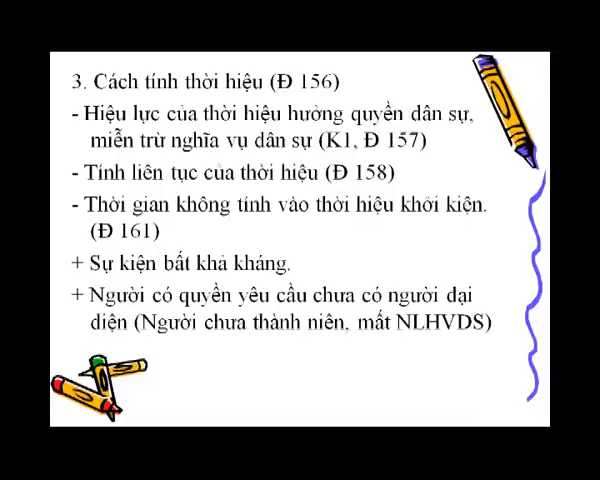 3. Cách tính thời hiệu (Đ 156)
- Hiệu lực của thời hiệu hưởng quyền dân sự,
miễn trừ nghĩa vụ dân sự (K1, Đ 157)
- Tính liên tục của thời hiệu (Đ 158)
- Thời gian không tính vào thời hiệu khởi kiện.
(Đ 161)
+ Sự kiện bất khả kháng.
+ Người có quyền yêu cầu chưa có người đại
diện (Người chưa thành niên, mất NLHVDS)